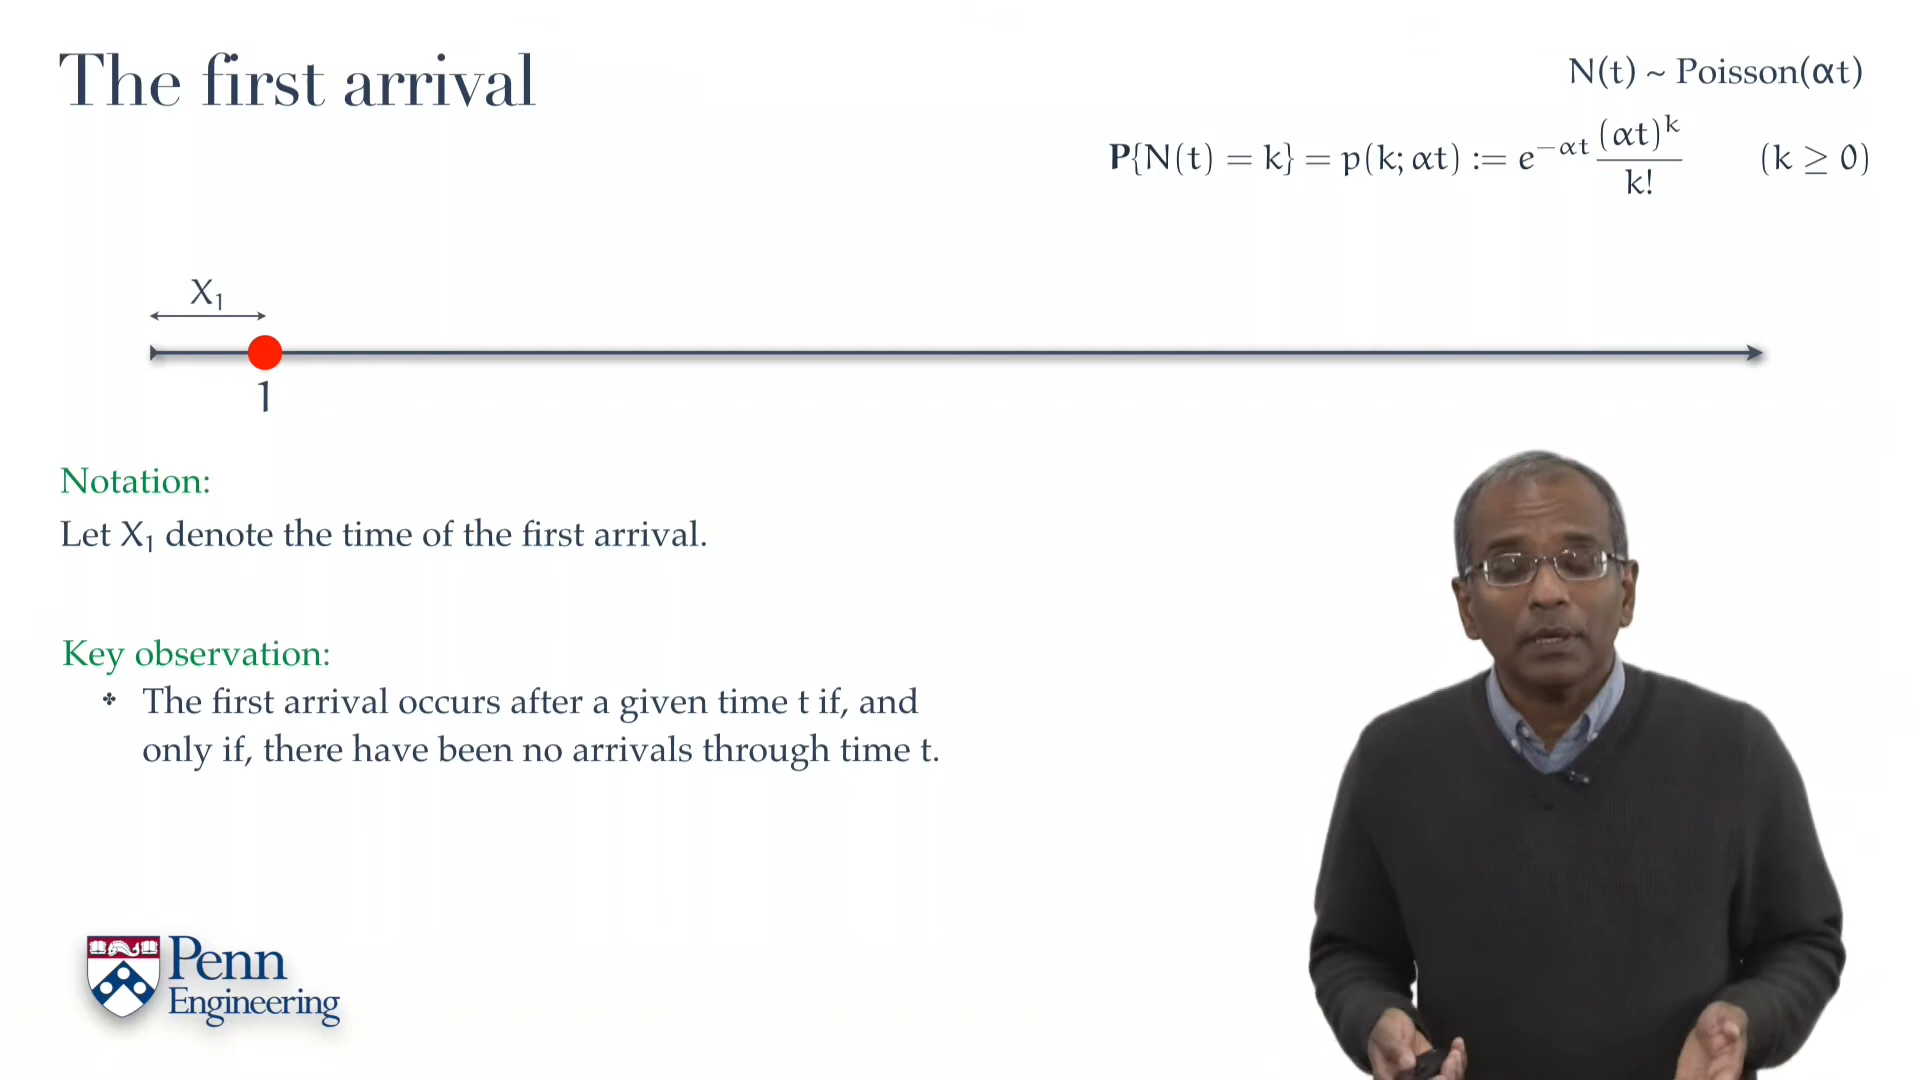 The first arrival
N(t) ~ Poisson(αt)
P{N(t) = k} = p(k; αt) := e^{−αt} (αt)^k / k! (k ≥ 0)
X₁
1
Notation:
Let X₁ denote the time of the first arrival.
Key observation:
❖ The first arrival occurs after a given time t if, and
only if, there have been no arrivals through time t.
Penn
Engineering